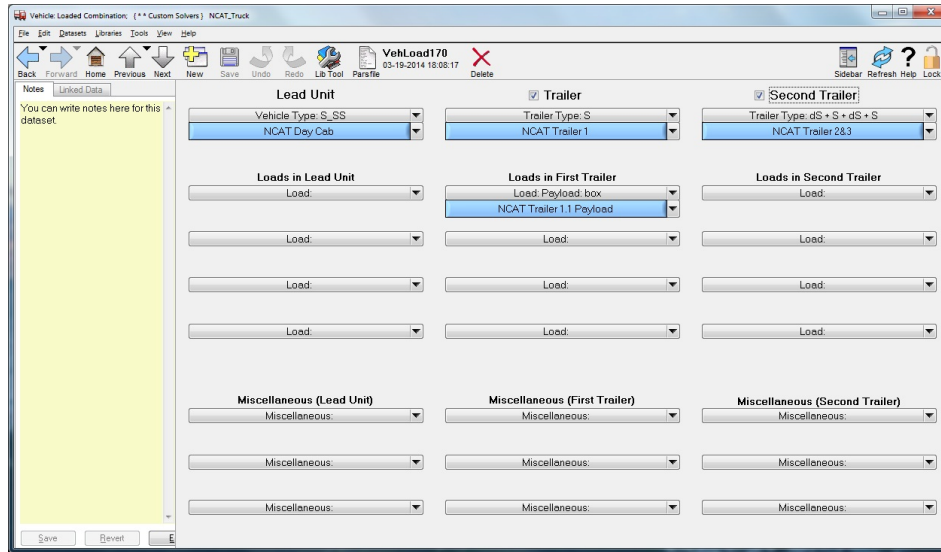 Vehicle: Loaded Combination; { * * Custom Solvers } NCAT_Truck
File Edit Datasets Libraries Tools View Help
Back Forward Home Previous Next New Save Undo Redo Lib Tool Parsfile
VehLoad170
03-19-2014 18:08:17
Delete
Sidebar Refresh Help Lock
Notes Linked Data
You can write notes here for this
dataset.
Lead Unit Trailer Second Trailer
Vehicle Type: S_SS Trailer Type: S Trailer Type: dS + S + dS + S
NCAT Day Cab NCAT Trailer 1 NCAT Trailer 2&3
Loads in Lead Unit Loads in First Trailer Loads in Second Trailer
Load: Load: Payload: box Load:
NCAT Trailer 1.1 Payload
Load: Load: Load:
Load: Load: Load:
Load: Load: Load:
Miscellaneous (Lead Unit) Miscellaneous (First Trailer) Miscellaneous (Second Trailer)
Miscellaneous: Miscellaneous: Miscellaneous:
Miscellaneous: Miscellaneous: Miscellaneous:
Miscellaneous: Miscellaneous: Miscellaneous:
Save Revert E